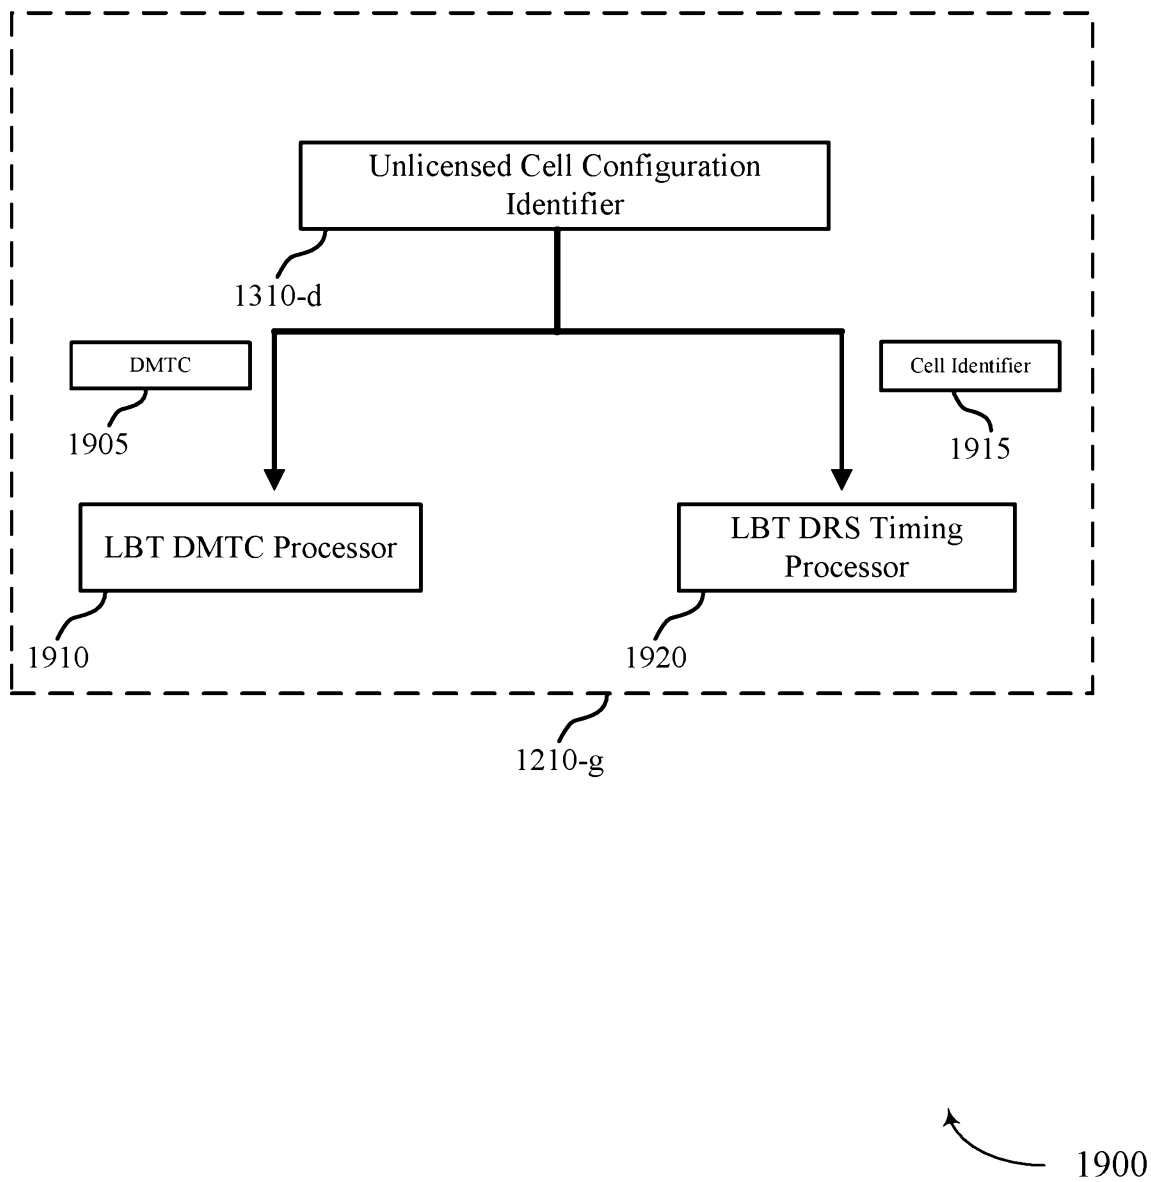 Unlicensed Cell Configuration
Identifier
1310-d
DMTC
1905
Cell Identifier
1915
LBT DMTC Processor
1910
LBT DRS Timing
Processor
1920
1210-g
1900